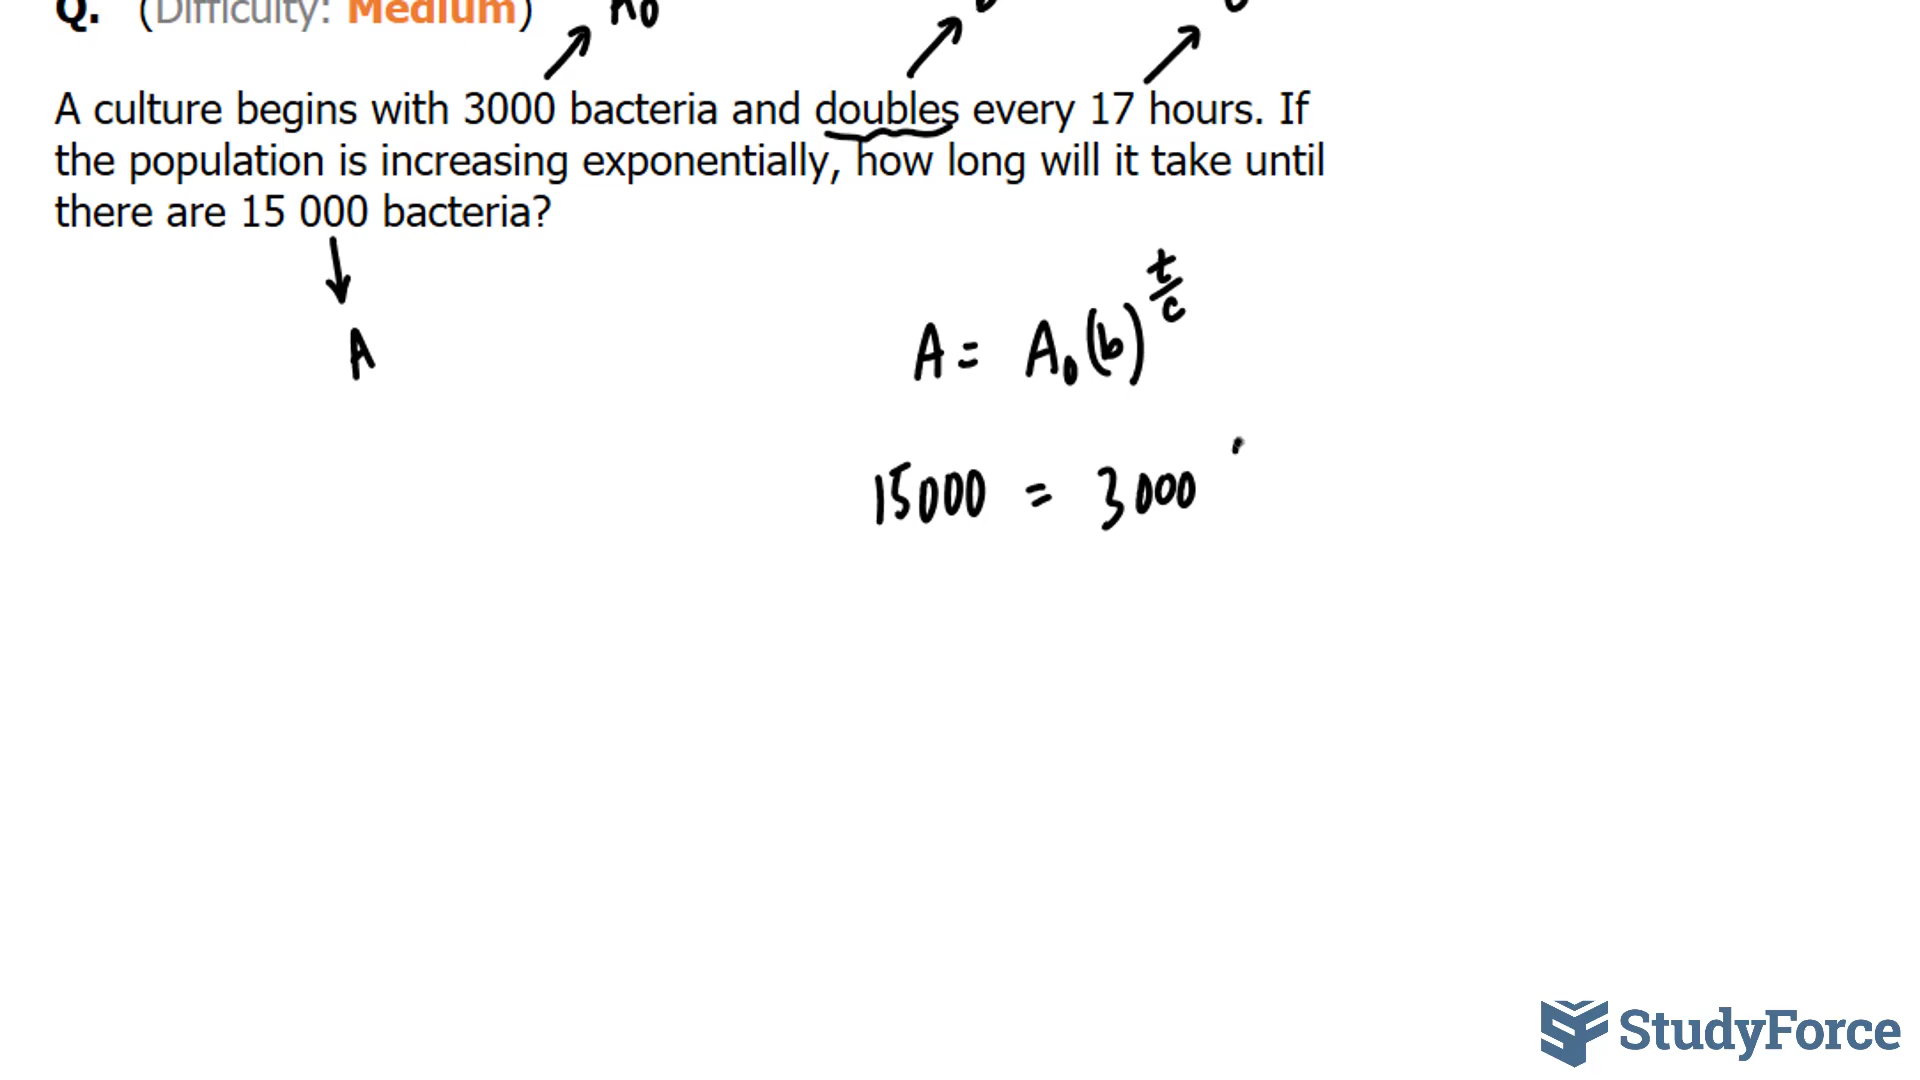 Q. (Difficulty: Medium) A0
A culture begins with 3000 bacteria and doubles every 17 hours. If
the population is increasing exponentially, how long will it take until
there are 15 000 bacteria?
A
A = A₀(b)^(t/c)
15000 = 3000
StudyForce